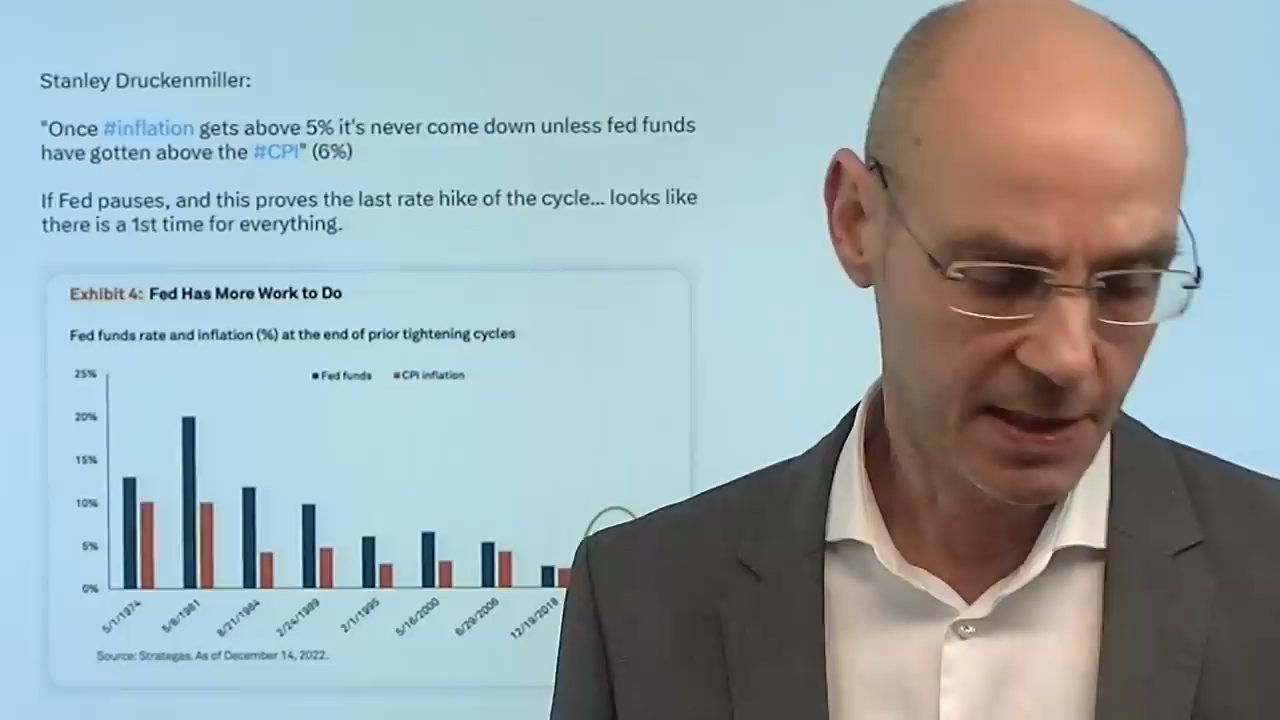 Stanley Druckenmiller:
"Once #inflation gets above 5% it's never come down unless fed funds
have gotten above the #CPI" (6%)
If Fed pauses, and this proves the last rate hike of the cycle... looks like
there is a 1st time for everything.
Exhibit 4: Fed Has More Work to Do
Fed funds rate and inflation (%) at the end of prior tightening cycles
Fed funds CPI inflation
25%
20%
15%
10%
5%
0%
5/1/1974 5/8/1981 8/21/1984 2/24/1989 2/1/1995 5/16/2000 6/29/2006 12/19/2018
Source: Strategas. As of December 14, 2022.